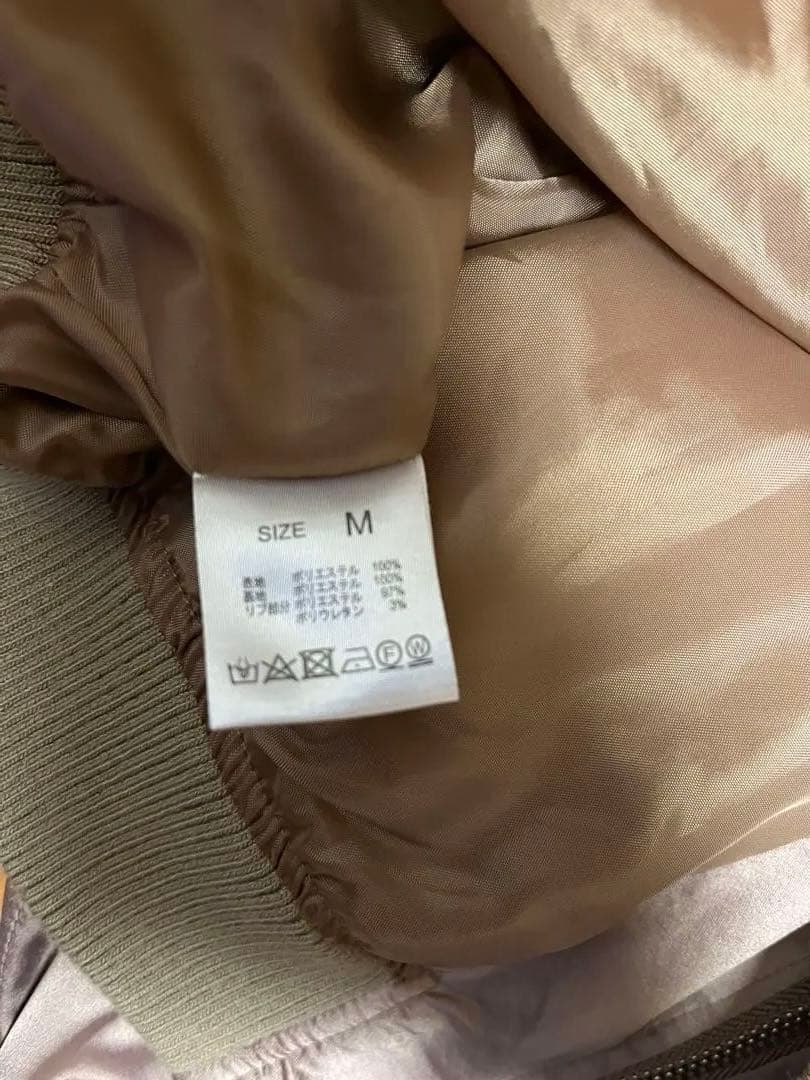 SIZE M
表地 ポリエステル 100%
裏地 ポリエステル 100%
リブ部分 ポリエステル 97%
ポリウレタン 3%
F W